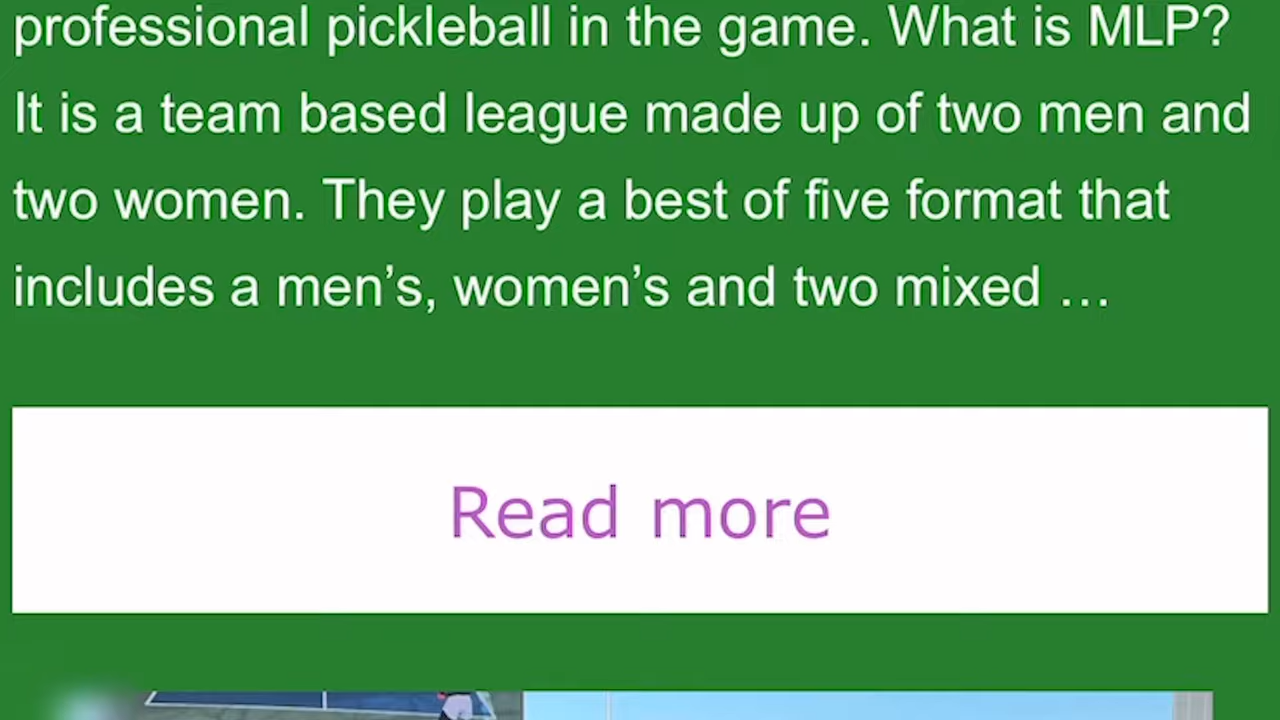 professional pickleball in the game. What is MLP?
It is a team based league made up of two men and
two women. They play a best of five format that
includes a men’s, women’s and two mixed …
Read more